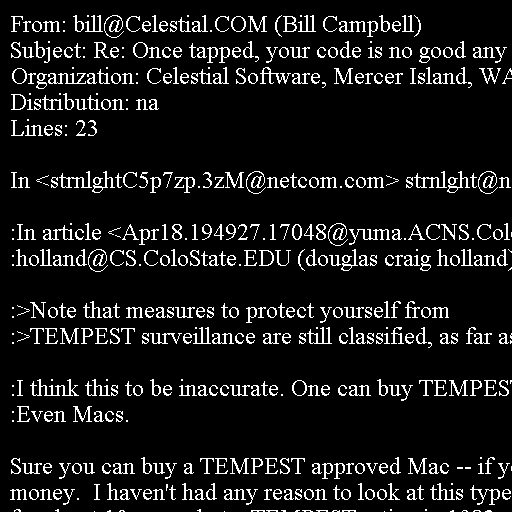 From: bill@Celestial.COM (Bill Campbell)
Subject: Re: Once tapped, your code is no good any
Organization: Celestial Software, Mercer Island, WA
Distribution: na
Lines: 23
In <strnlghtC5p7zp.3zM@netcom.com> strnlght@n
:In article <Apr18.194927.17048@yuma.ACNS.Col
:holland@CS.ColoState.EDU (douglas craig holland)
:>Note that measures to protect yourself from
:>TEMPEST surveillance are still classified, as far as
:I think this to be inaccurate. One can buy TEMPEST
:Even Macs.
Sure you can buy a TEMPEST approved Mac -- if y
money.  I haven't had any reason to look at this type